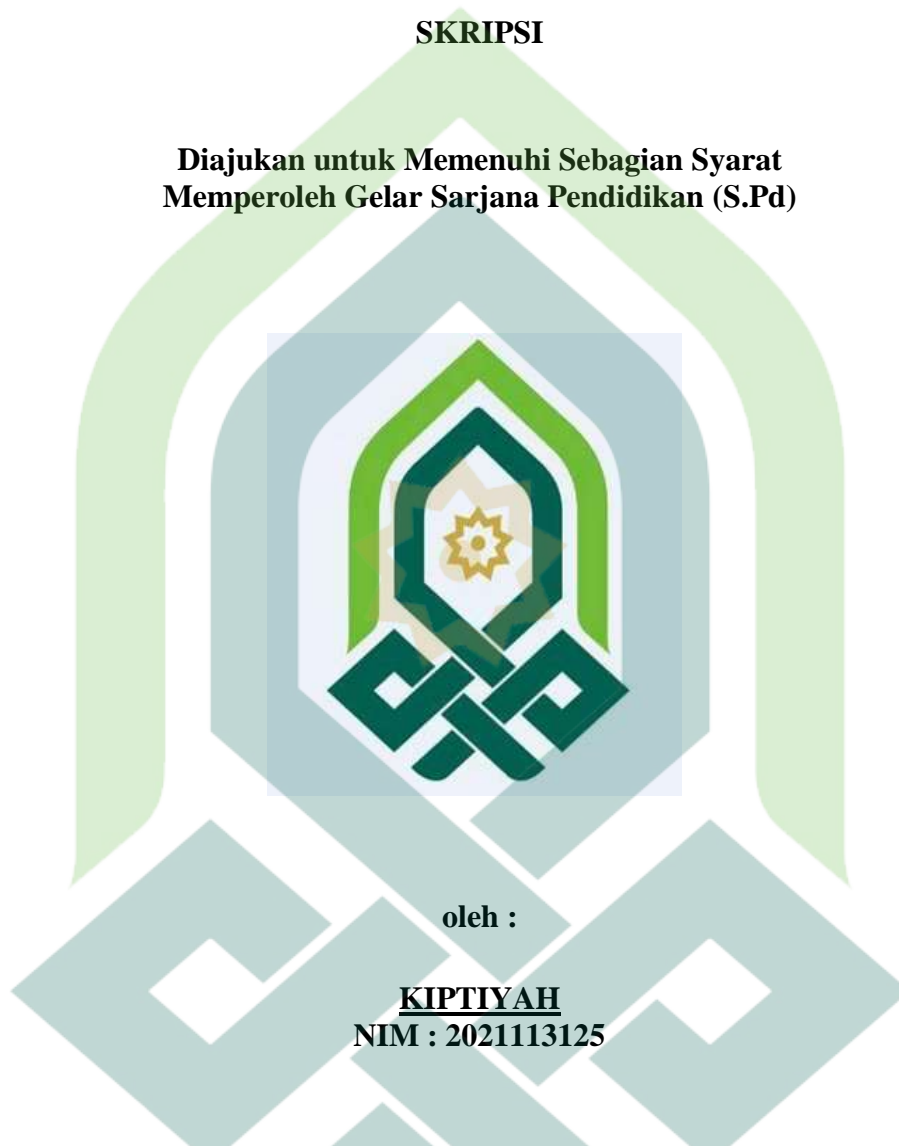 SKRIPSI
Diajukan untuk Memenuhi Sebagian Syarat
Memperoleh Gelar Sarjana Pendidikan (S.Pd)
oleh :
KIPTIYAH
NIM : 2021113125